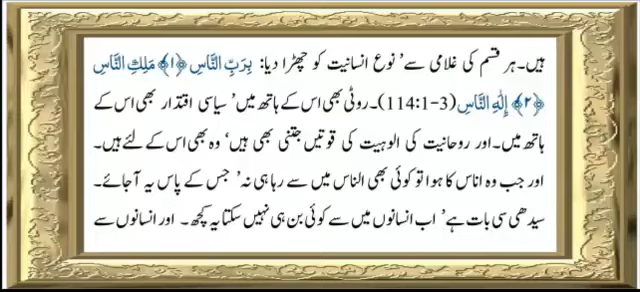 ہیں۔ ہر قسم کی غلامی سے‘ نوع انسانیت کو چھڑا دیا: بِرَبِّ النَّاسِ ﴿۱﴾ مَلِكِ النَّاسِ
﴿۲﴾ إِلٰهِ النَّاسِ (114:1-3)۔ روٹی بھی اس کے ہاتھ میں‘ سیاسی اقتدار بھی اس کے
ہاتھ میں۔ اور روحانیت کی الوہیت کی قوتیں جتنی بھی ہیں‘ وہ بھی اس کے لئے ہیں۔
اور جب وہ اناس کا ہوا تو کوئی بھی الناس میں سے رہا ہی نہ‘ جس کے پاس یہ آ جائے۔
سیدھی سی بات ہے‘ اب انسانوں میں سے کوئی بن ہی نہیں سکتا یہ کچھ۔ اور انسانوں سے